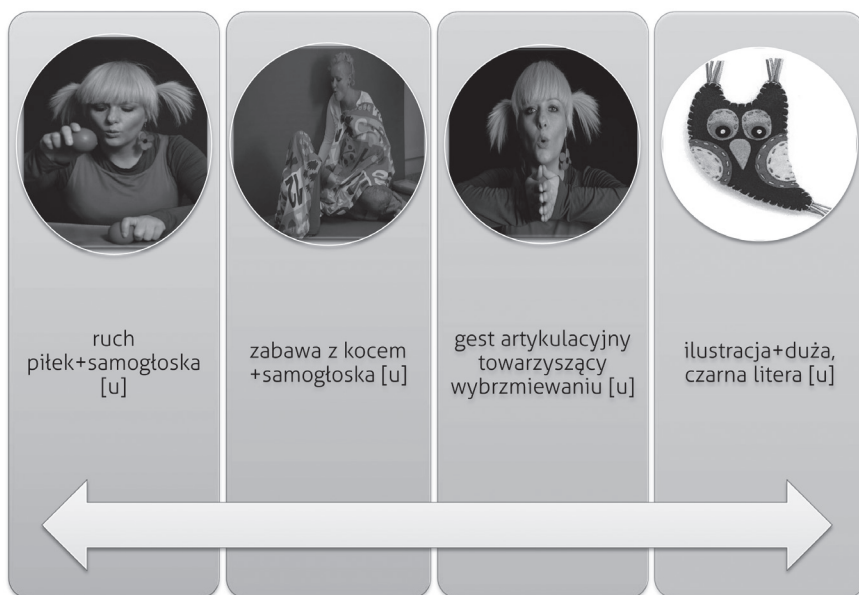 ruch
piłek+samogłoska
[u]
zabawa z kocem
+samogłoska [u]
gest artykulacyjny
towarzyszący
wybrzmiewaniu [u]
ilustracja+duża,
czarna litera [u]